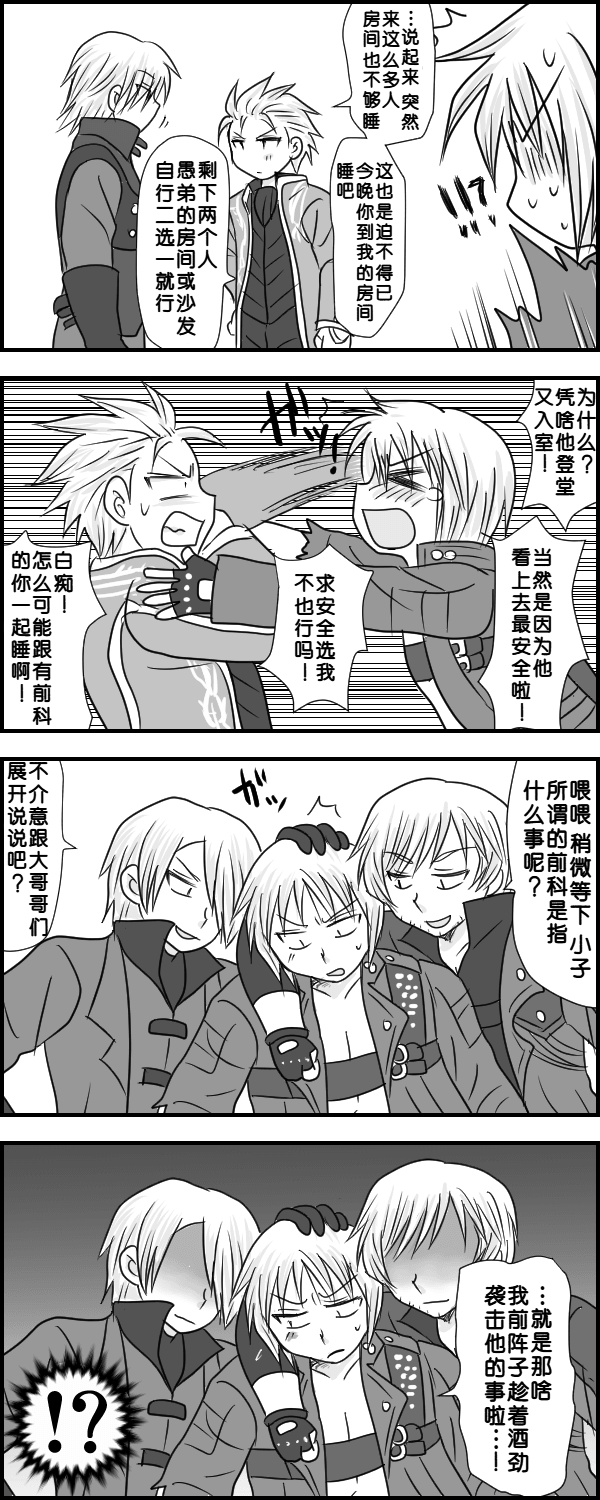 …说起来 突然
来这么多人
房间也不够睡
这也是迫不得已
今晚你到我的房间
睡吧
剩下两个人
愚弟的房间或沙发
自行二选一就行
!!!?
为什么？
凭啥他登堂
又入室！
当然是因为他
看上去最安全啦！
求安全选我
不也行吗！
白痴！
怎么可能跟有前科
的你一起睡啊！
ガッ!
喂喂 稍微等下 小子
所谓的前科是指
什么事呢？
ガッ
不介意跟大哥哥们
展开说说吧？
…就是那啥
我前阵子趁着酒劲
袭击他的事啦…！
!?